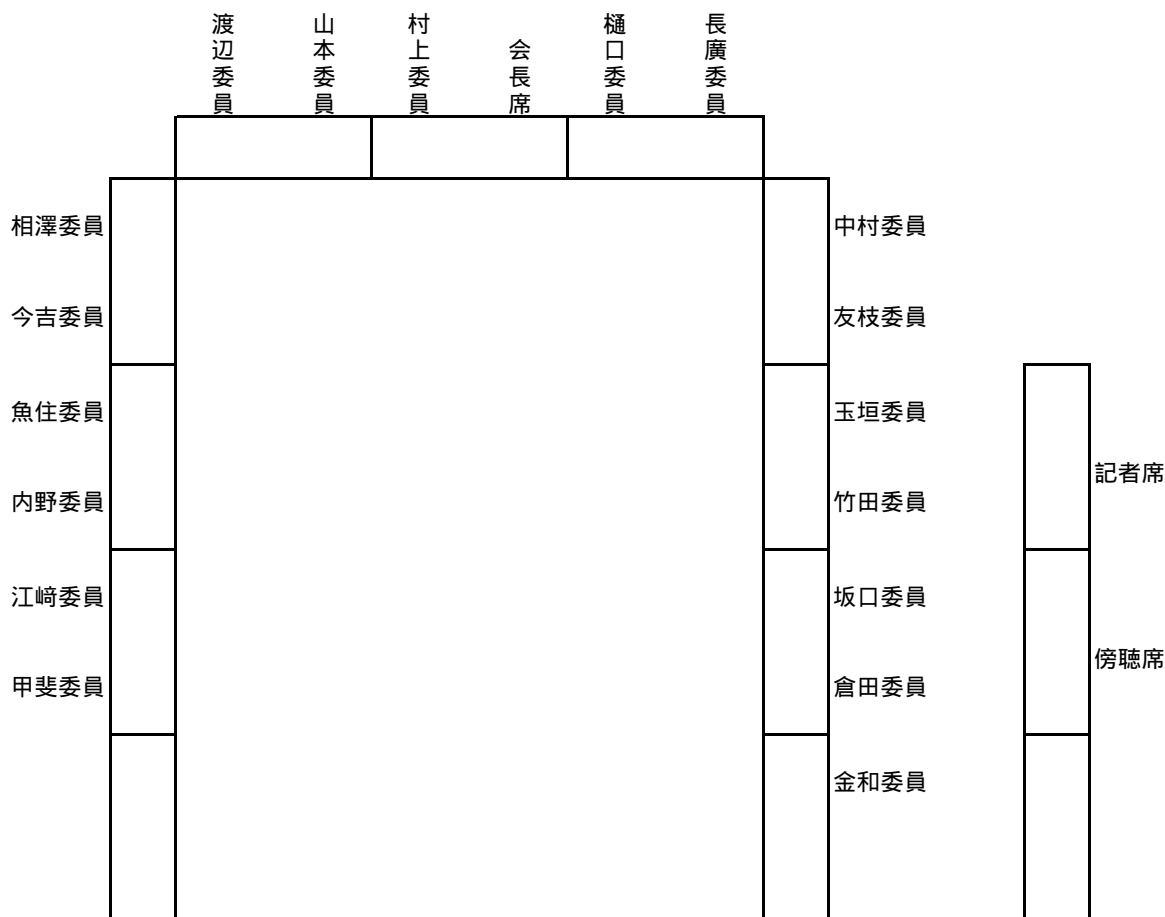 渡辺委員
山本委員
村上委員
会長席
樋口委員
長廣委員
相澤委員
中村委員
今吉委員
友枝委員
魚住委員
玉垣委員
記者席
内野委員
竹田委員
江﨑委員
坂口委員
傍聴席
甲斐委員
倉田委員
金和委員